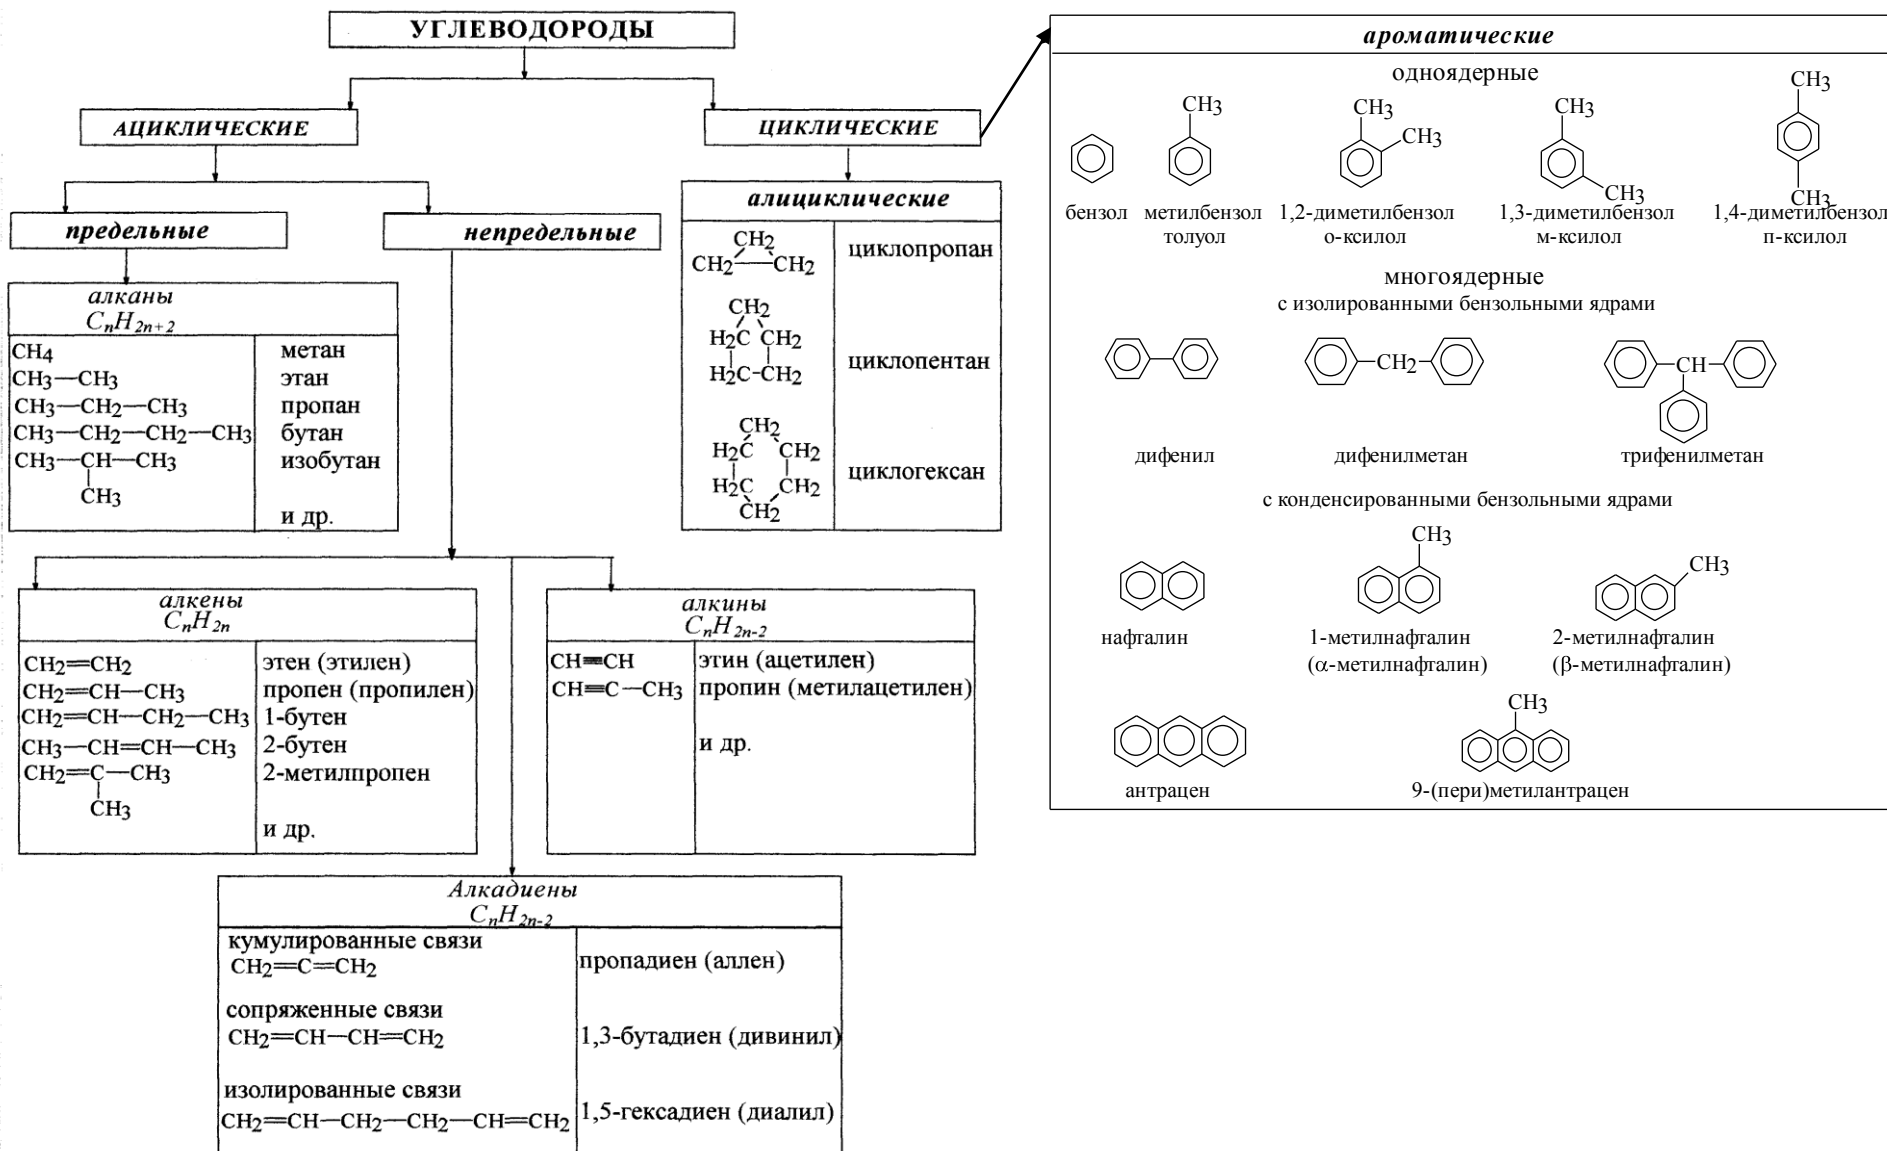 УГЛЕВОДОРОДЫ
АЦИКЛИЧЕСКИЕ
ЦИКЛИЧЕСКИЕ
предельные
непредельные
алканы
CnH2n+2
CH4 метан
CH3—CH3 этан
CH3—CH2—CH3 пропан
CH3—CH2—CH2—CH3 бутан
CH3—CH—CH3 изобутан
CH3
и др.
алициклические
CH2
CH2—CH2 циклопропан
CH2
H2C CH2
H2C-CH2 циклопентан
CH2
H2C CH2
H2C CH2
CH2 циклогексан
алкены
CnH2n
CH2=CH2 этен (этилен)
CH2=CH—CH3 пропен (пропилен)
CH2=CH—CH2—CH3 1-бутен
CH3—CH=CH—CH3 2-бутен
CH2=C—CH3 2-метилпропен
CH3
и др.
алкины
CnH2n-2
CH≡CH этин (ацетилен)
CH≡C—CH3 пропин (метилацетилен)
и др.
Алкадиены
CnH2n-2
кумулированные связи
CH2=C=CH2 пропадиен (аллен)
сопряженные связи
CH2=CH—CH=CH2 1,3-бутадиен (дивинил)
изолированные связи
CH2=CH—CH2—CH2—CH=CH2 1,5-гексадиен (диалил)
ароматические
одноядерные
CH3 CH3 CH3 CH3 CH3 CH3 CH3
бензол метилбензол 1,2-диметилбензол 1,3-диметилбензол 1,4-диметилбензол
толуол о-ксилол м-ксилол п-ксилол
многоядерные
с изолированными бензольными ядрами
CH2 CH
дифенил дифенилметан трифенилметан
с конденсированными бензольными ядрами
CH3 CH3
нафталин 1-метилнафталин 2-метилнафталин
(α-метилнафталин) (β-метилнафталин)
CH3
антрацен 9-(пери)метилантрацен